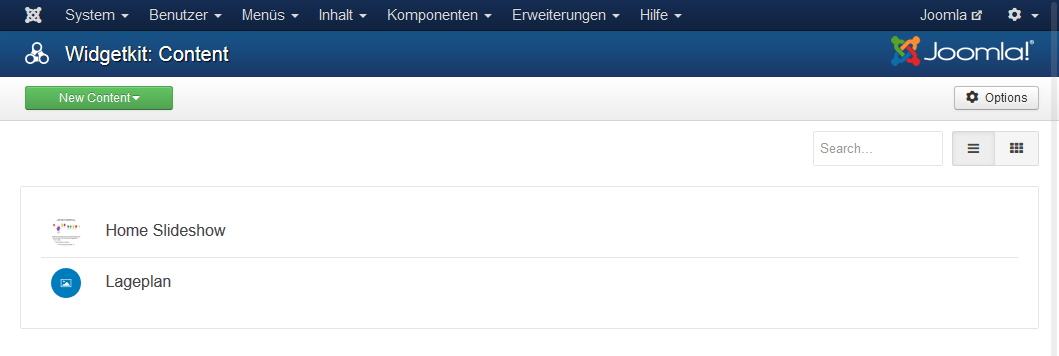 System Benutzer Menüs Inhalt Komponenten Erweiterungen Hilfe Joomla
Widgetkit: Content Joomla!®
New Content Options
Search...
Home Slideshow
Lageplan